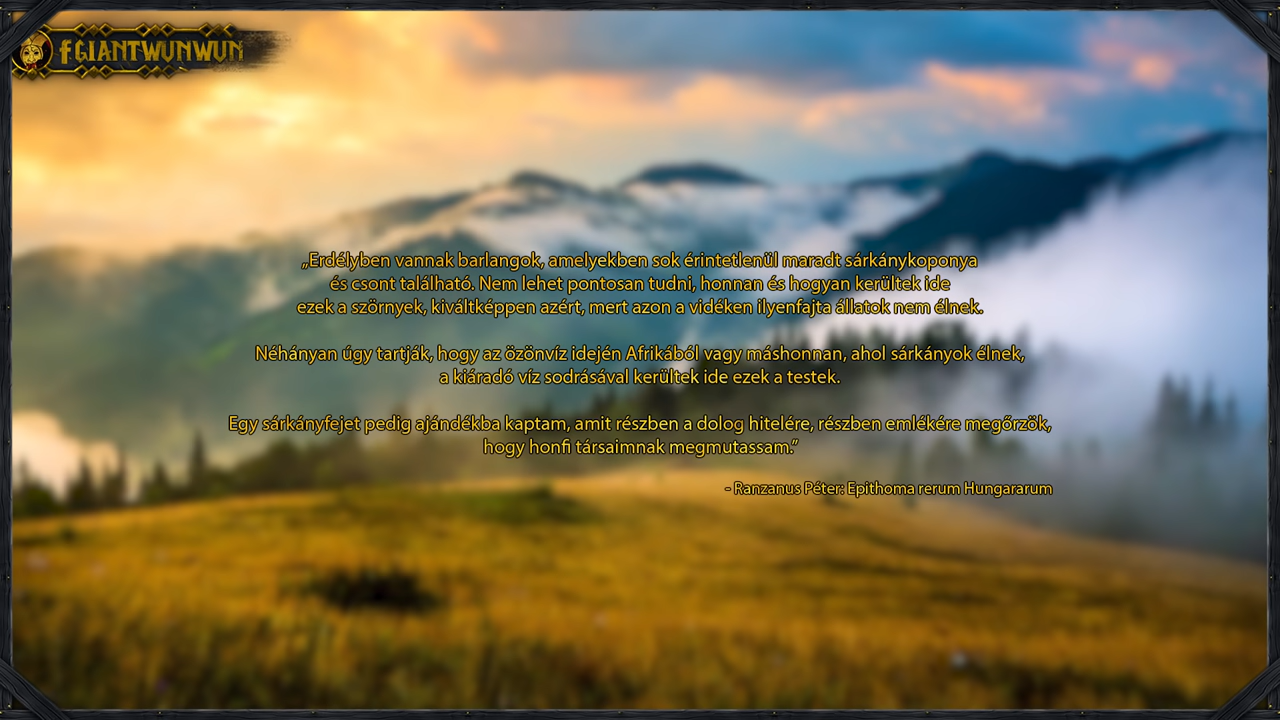 FGIANTWUNWUN
„Erdélyben vannak barlangok, amelyekben sok érintetlenül maradt sárkánykoponya
és csont található. Nem lehet pontosan tudni, honnan és hogyan kerültek ide
ezek a szörnyek, kiváltképpen azért, mert azon a vidéken ilyenfajta állatok nem élnek.
Néhányan úgy tartják, hogy az özönvíz idején Afrikából vagy máshonnan, ahol sárkányok élnek,
a kiáradó víz sodrásával kerültek ide ezek a testek.
Egy sárkányfejet pedig ajándékba kaptam, amit részben a dolog hitelére, részben emlékére megőrzök,
hogy honfi társaimnak megmutassam.”
- Ranzanus Péter: Epithoma rerum Hungararum